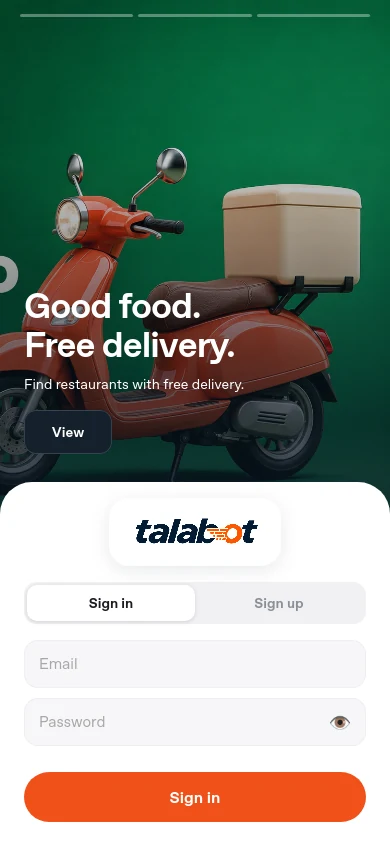 Good food.
Free delivery.
Find restaurants with free delivery.
View
talabot
Sign in
Sign up
Email
Password
Sign in